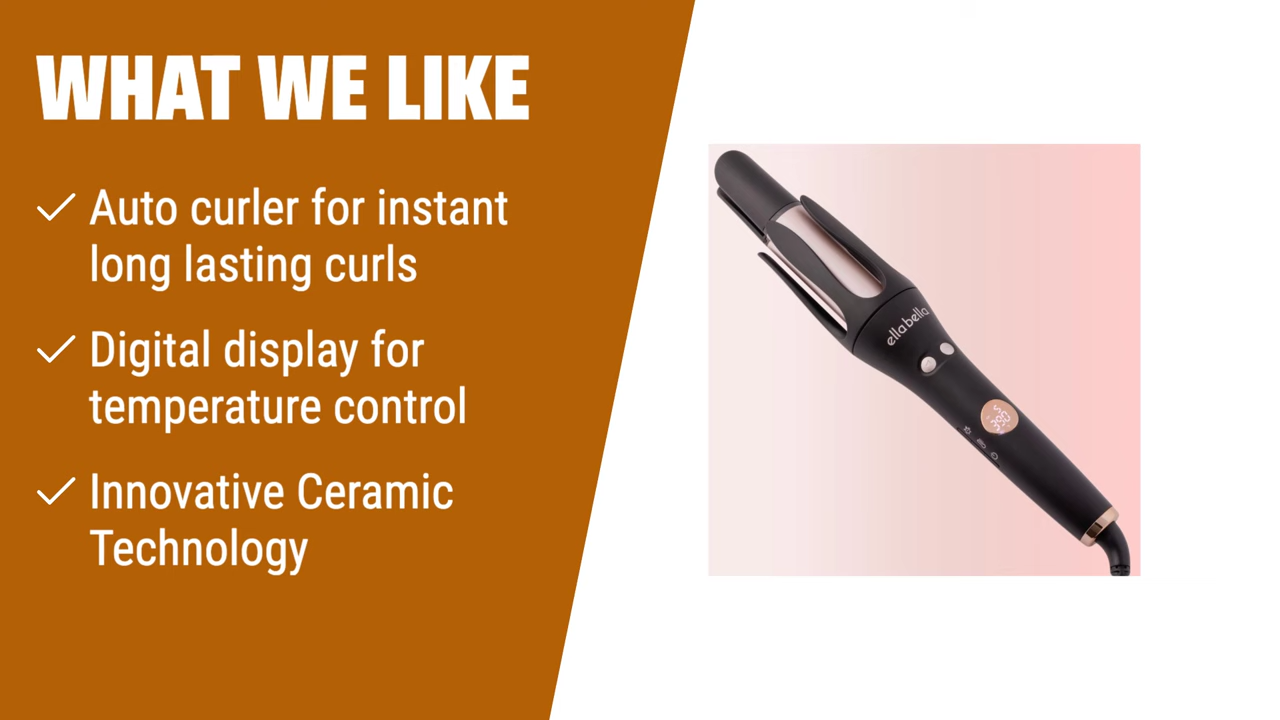 WHAT WE LIKE
Auto curler for instant
long lasting curls
Digital display for
temperature control
Innovative Ceramic
Technology
ellabella
390